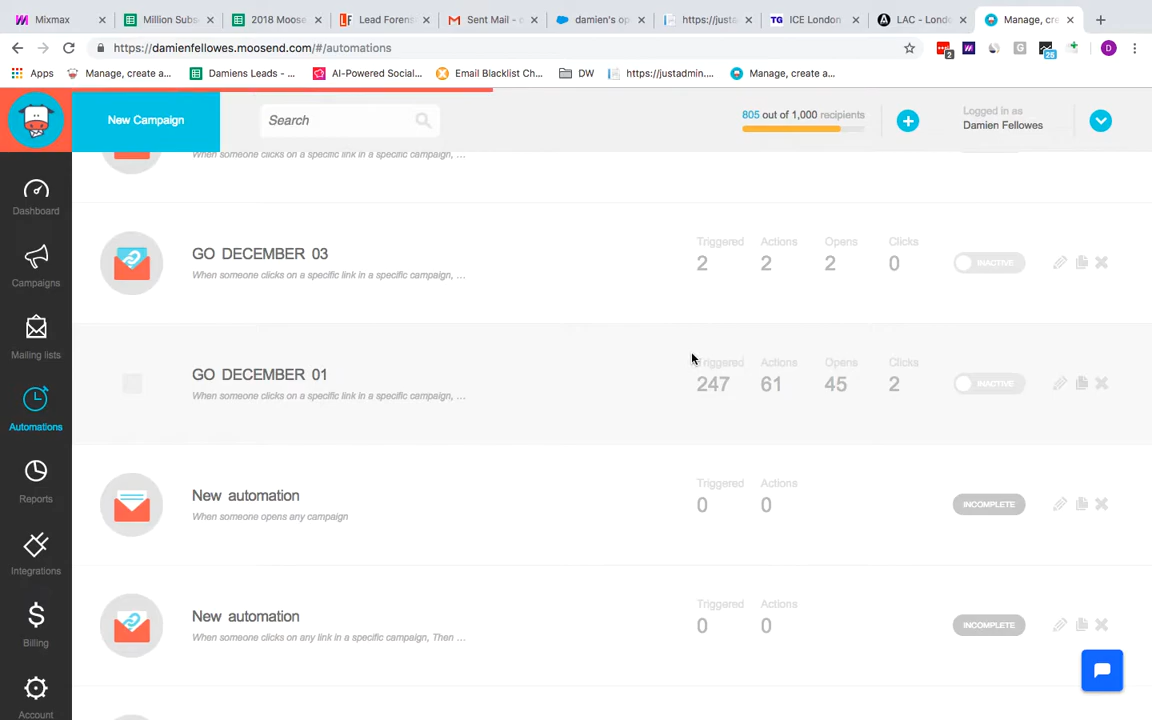 Mixmax
Million Subs
2018 Moose
Lead Forens
Sent Mail - d
damien's op
https://just
ICE London
LAC - Lond
Manage, cre
https://damienfellowes.moosend.com/#/automations
Apps
Manage, create a...
Damiens Leads - ...
AI-Powered Social...
Email Blacklist Ch...
DW
https://justadmin....
Manage, create a...
New Campaign
Search
805 out of 1,000 recipients
Logged in as
Damien Fellowes
Dashboard
Campaigns
Mailing lists
Automations
Reports
Integrations
Billing
Account
When someone clicks on a specific link in a specific campaign, ...
GO DECEMBER 03
When someone clicks on a specific link in a specific campaign, ...
Triggered Actions Opens Clicks
2 2 2 0
INACTIVE
GO DECEMBER 01
When someone clicks on a specific link in a specific campaign, ...
Triggered Actions Opens Clicks
247 61 45 2
INACTIVE
New automation
When someone opens any campaign
Triggered Actions
0 0
INCOMPLETE
New automation
When someone clicks on any link in a specific campaign, Then ...
Triggered Actions
0 0
INCOMPLETE